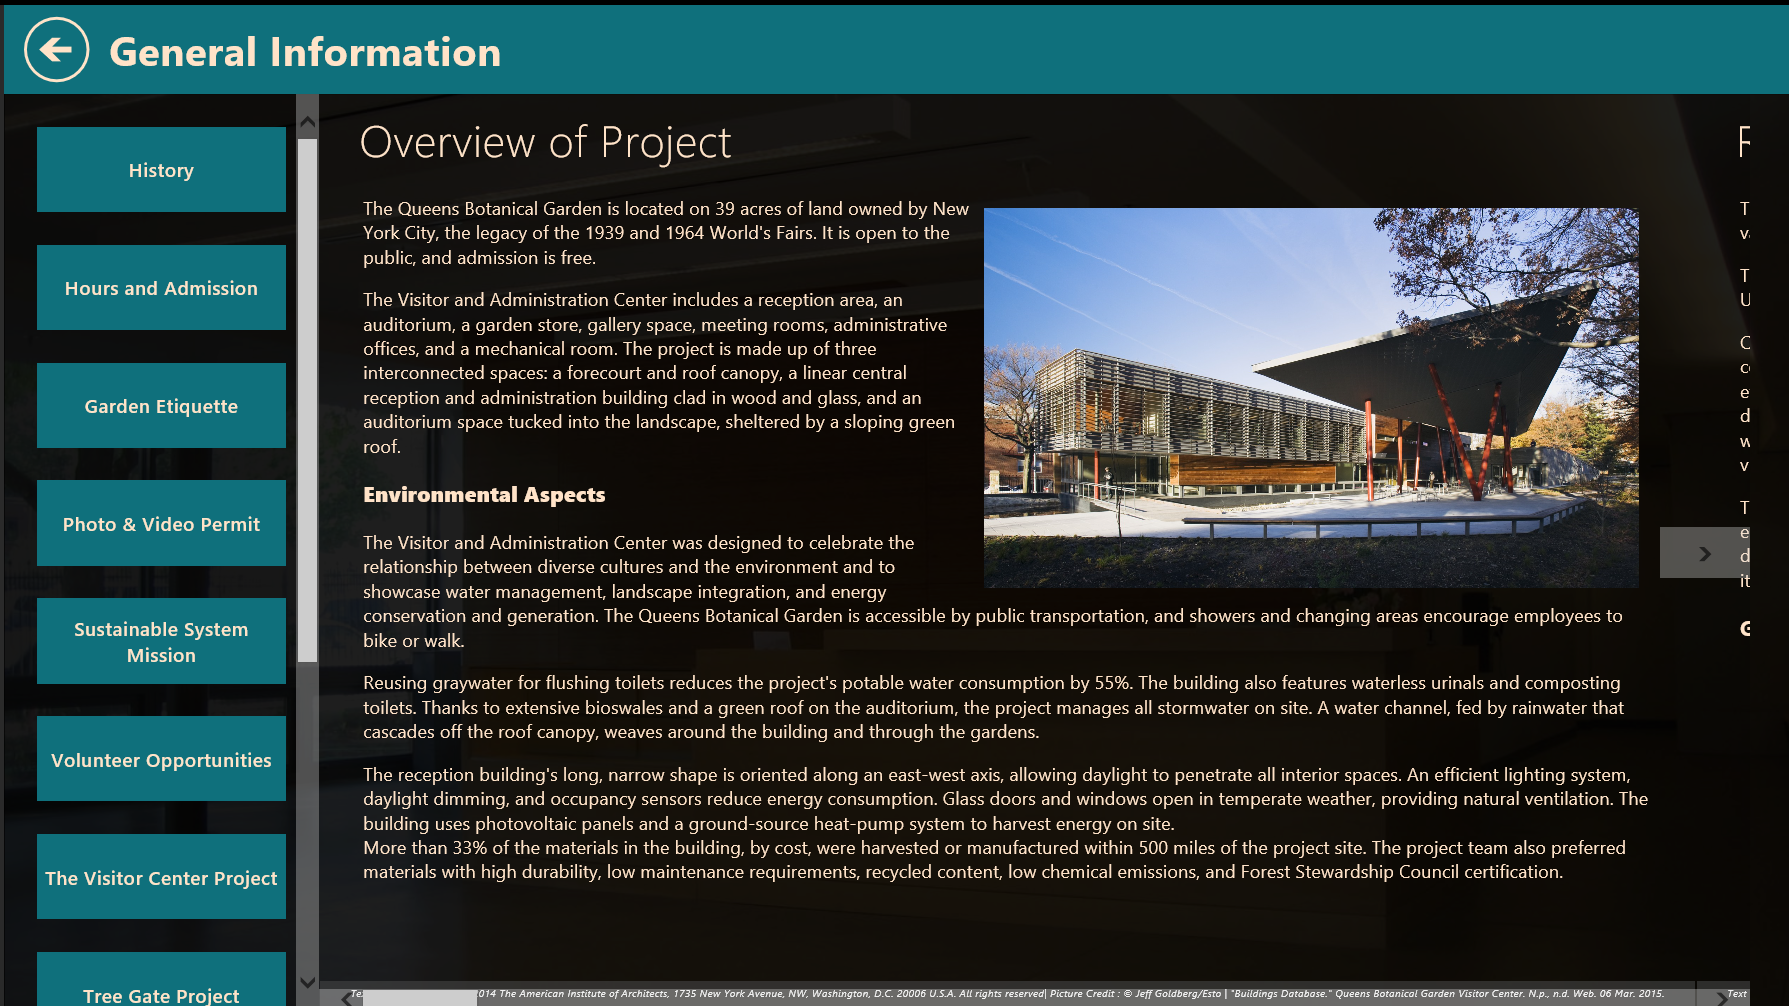 General Information
History
Hours and Admission
Garden Etiquette
Photo & Video Permit
Sustainable System
Mission
Volunteer Opportunities
The Visitor Center Project
Tree Gate Project
Overview of Project
The Queens Botanical Garden is located on 39 acres of land owned by New
York City, the legacy of the 1939 and 1964 World's Fairs. It is open to the
public, and admission is free.
The Visitor and Administration Center includes a reception area, an
auditorium, a garden store, gallery space, meeting rooms, administrative
offices, and a mechanical room. The project is made up of three
interconnected spaces: a forecourt and roof canopy, a linear central
reception and administration building clad in wood and glass, and an
auditorium space tucked into the landscape, sheltered by a sloping green
roof.
Environmental Aspects
The Visitor and Administration Center was designed to celebrate the
relationship between diverse cultures and the environment and to
showcase water management, landscape integration, and energy
conservation and generation. The Queens Botanical Garden is accessible by public transportation, and showers and changing areas encourage employees to
bike or walk.
Reusing graywater for flushing toilets reduces the project's potable water consumption by 55%. The building also features waterless urinals and composting
toilets. Thanks to extensive bioswales and a green roof on the auditorium, the project manages all stormwater on site. A water channel, fed by rainwater that
cascades off the roof canopy, weaves around the building and through the gardens.
The reception building's long, narrow shape is oriented along an east-west axis, allowing daylight to penetrate all interior spaces. An efficient lighting system,
daylight dimming, and occupancy sensors reduce energy consumption. Glass doors and windows open in temperate weather, providing natural ventilation. The
building uses photovoltaic panels and a ground-source heat-pump system to harvest energy on site.
More than 33% of the materials in the building, by cost, were harvested or manufactured within 500 miles of the project site. The project team also preferred
materials with high durability, low maintenance requirements, recycled content, low chemical emissions, and Forest Stewardship Council certification.
014 The American Institute of Architects, 1735 New York Avenue, NW, Washington, D.C. 20006 U.S.A. All rights reserved| Picture Credit : © Jeff Goldberg/Esto | "Buildings Database." Queens Botanical Garden Visitor Center. N.p., n.d. Web. 06 Mar. 2015.
Text